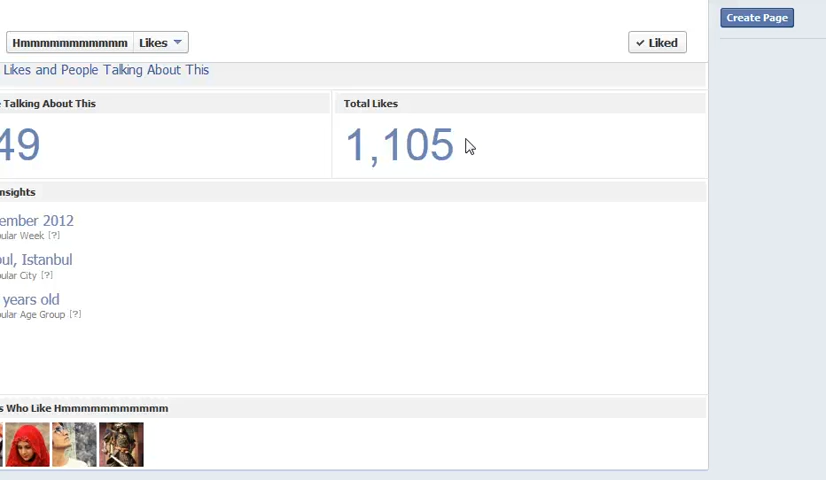 Create Page
Hmmmmmmmmmmm Likes
Liked
Likes and People Talking About This
Talking About This
Total Likes
49
1,105
nsights
ember 2012
ular Week [?]
ul, Istanbul
ular City [?]
years old
ular Age Group [?]
s Who Like Hmmmmmmmmmmm